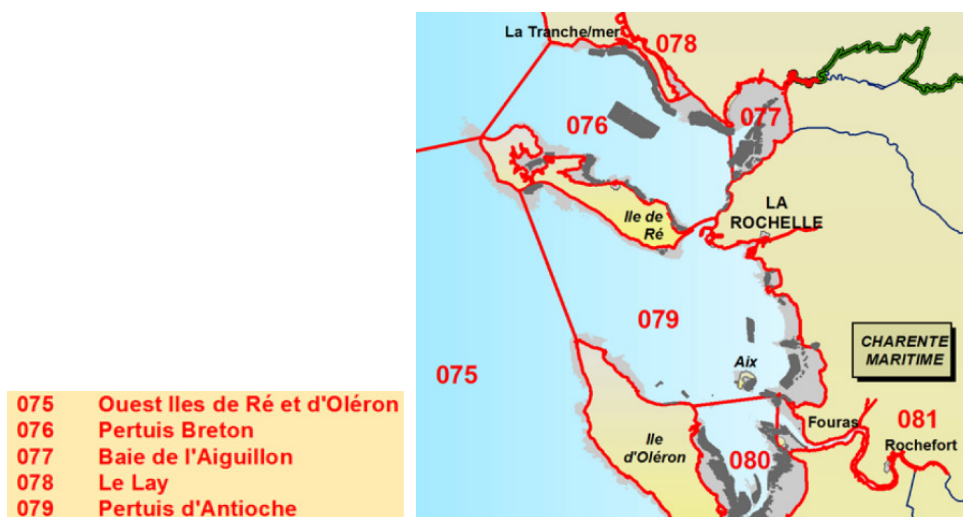 075 Ouest Iles de Ré et d'Oléron
076 Pertuis Breton
077 Baie de l'Aiguillon
078 Le Lay
079 Pertuis d'Antioche
La Tranche/mer
078
077
076
LA
ROCHELLE
Ile de
Ré
079
CHARENTE
MARITIME
Aix
075
Fouras
081
Rochefort
Ile
d'Oléron
080